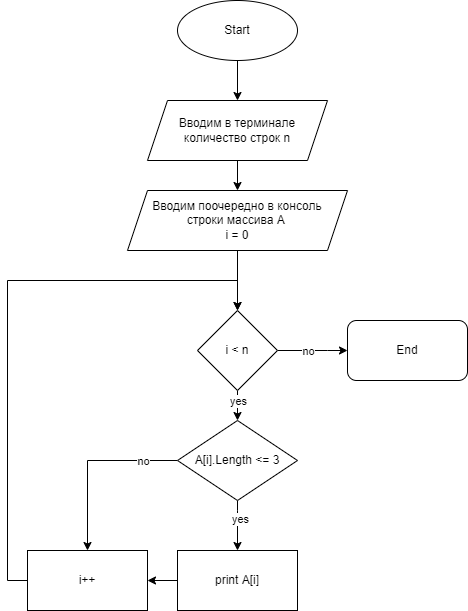 Start
Вводим в терминале
количество строк n
Вводим поочередно в консоль
строки массива А
i = 0
i < n
no
End
yes
A[i].Length <= 3
no
yes
i++
print A[i]